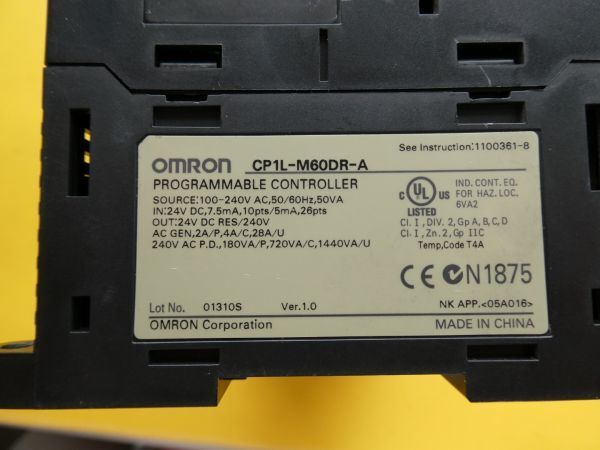 See Instruction:1100361-8
OMRON CP1L-M60DR-A
PROGRAMMABLE CONTROLLER
SOURCE:100-240V AC,50/60Hz,50VA
IN:24V DC,7.5mA,10pts/5mA,26pts
OUT:24V DC RES/240V
AC GEN,2A/P,4A/C,28A/U
240V AC P.D.,180VA/P,720VA/C,1440VA/U
C UL US LISTED
IND. CONT. EQ.
FOR HAZ. LOC.
6VA2
Cl. I, DIV. 2, Gp A, B, C, D
Cl. I, Zn. 2, Gp IIC
Temp,Code T4A
CE N1875
Lot No. 01310S Ver.1.0
NK APP.<05A016>
OMRON Corporation
MADE IN CHINA